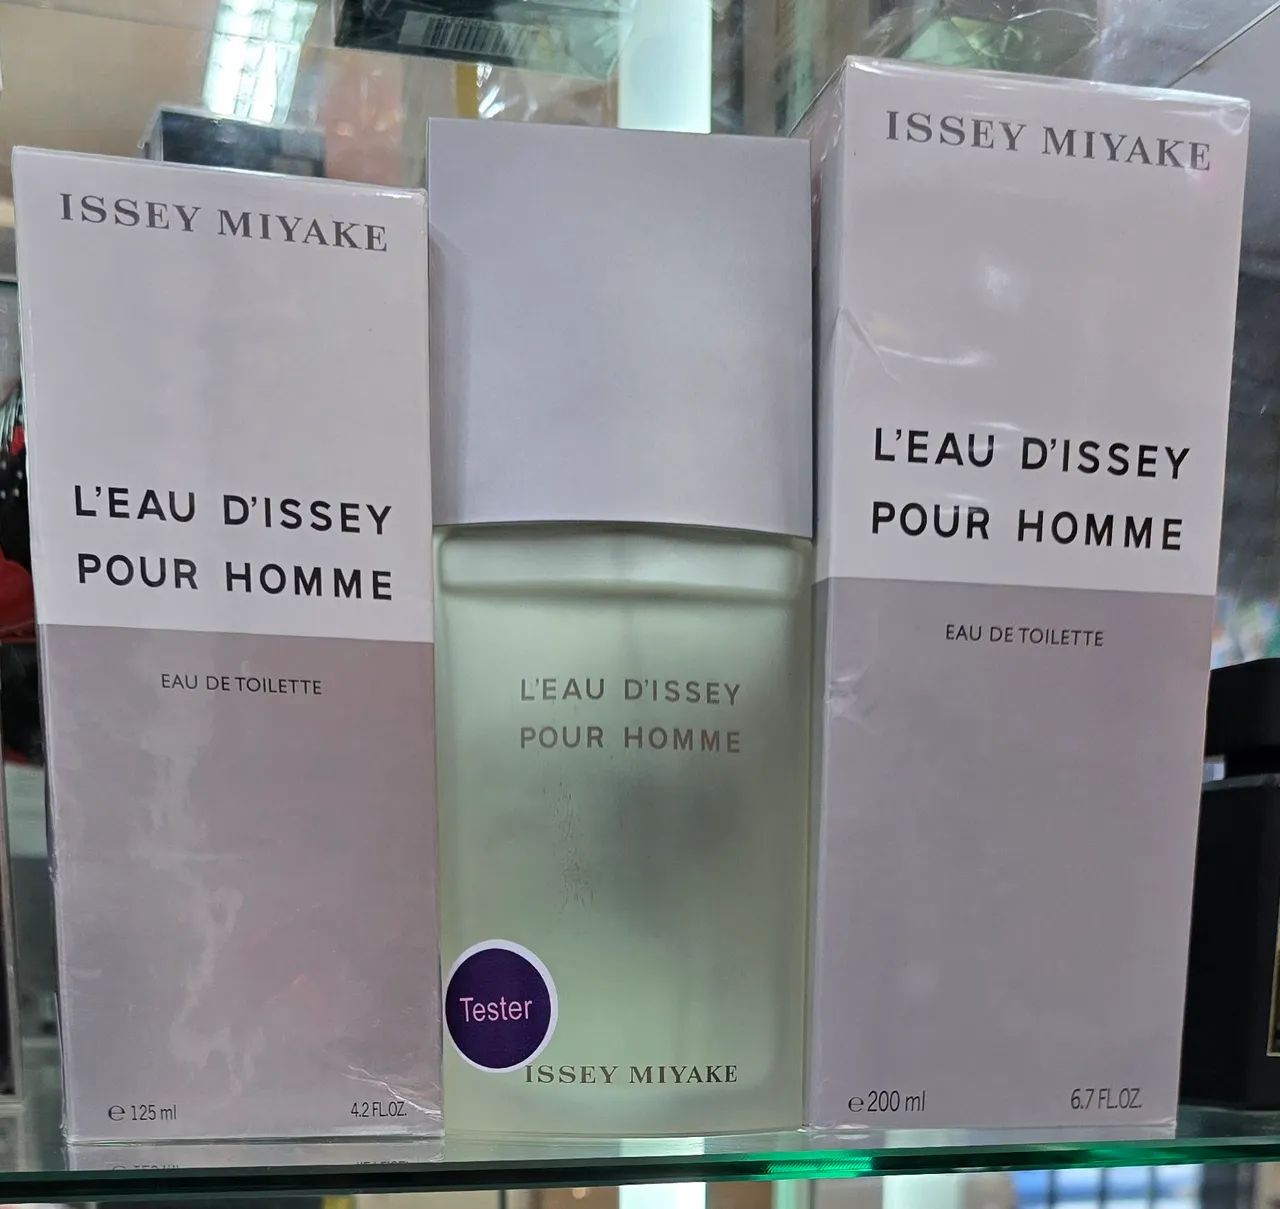 ISSEY MIYAKE
L'EAU D'ISSEY
POUR HOMME
EAU DE TOILETTE
e 125 ml 4.2 FL.OZ.
L'EAU D'ISSEY
POUR HOMME
Tester
ISSEY MIYAKE
ISSEY MIYAKE
L'EAU D'ISSEY
POUR HOMME
EAU DE TOILETTE
e 200 ml 6.7 FL.OZ.